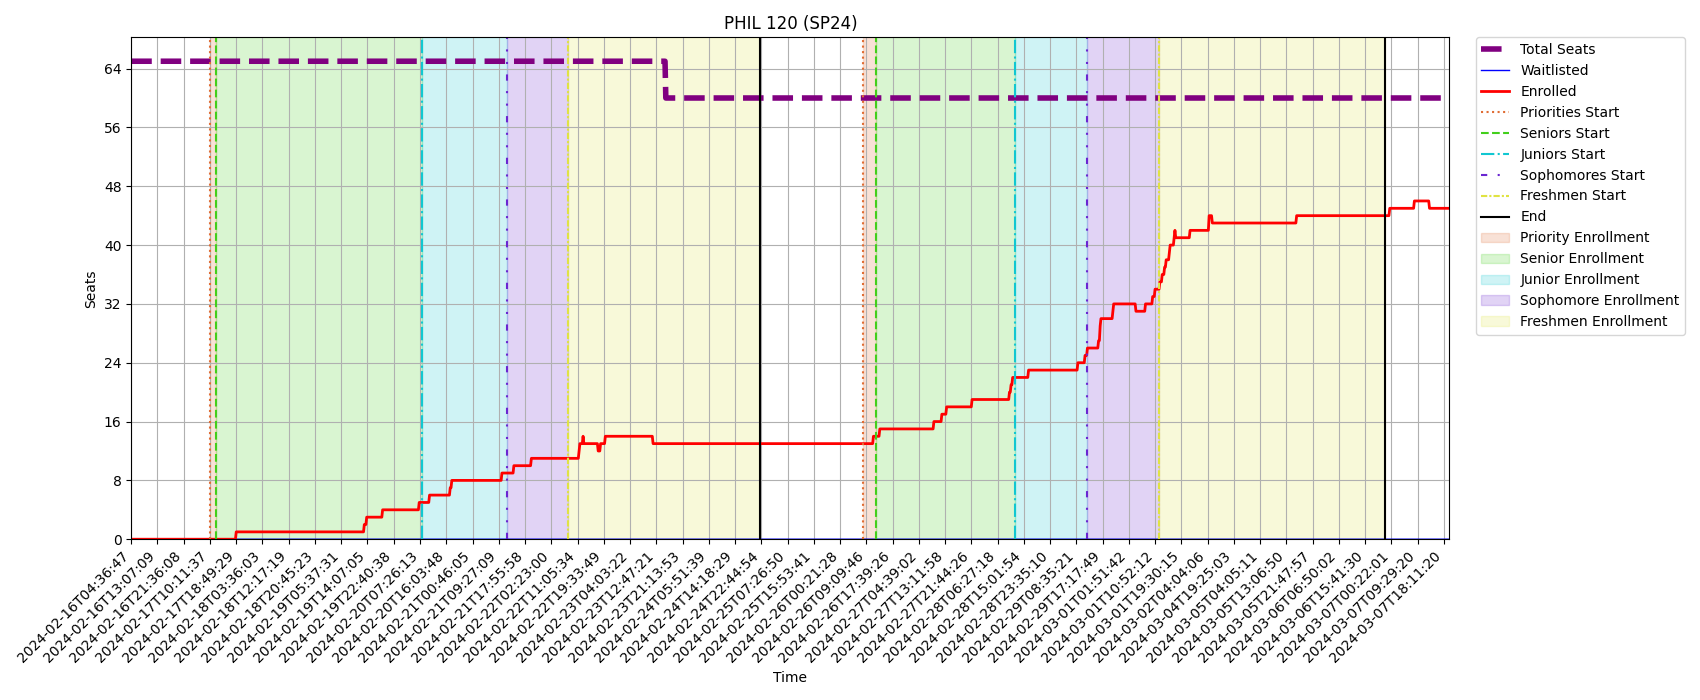 PHIL 120 (SP24)
Seats
64
56
48
40
32
24
16
8
0
2024-02-16T04:36:47
2024-02-16T13:07:09
2024-02-16T21:36:08
2024-02-17T10:11:37
2024-02-17T18:49:29
2024-02-18T03:36:03
2024-02-18T12:17:19
2024-02-18T20:45:23
2024-02-19T05:37:31
2024-02-19T14:07:05
2024-02-19T22:40:38
2024-02-20T07:26:13
2024-02-20T16:03:48
2024-02-21T00:46:05
2024-02-21T09:27:09
2024-02-21T17:55:58
2024-02-22T02:23:00
2024-02-22T11:05:34
2024-02-22T19:33:49
2024-02-23T04:03:22
2024-02-23T12:47:21
2024-02-23T21:13:53
2024-02-24T05:51:39
2024-02-24T14:18:29
2024-02-24T22:44:54
2024-02-25T07:26:50
2024-02-25T15:53:41
2024-02-26T00:21:28
2024-02-26T09:09:46
2024-02-26T17:39:26
2024-02-27T04:39:02
2024-02-27T13:11:58
2024-02-27T21:44:26
2024-02-28T06:27:18
2024-02-28T15:01:54
2024-02-28T23:35:10
2024-02-29T08:35:21
2024-02-29T17:17:49
2024-03-01T01:51:42
2024-03-01T10:52:12
2024-03-01T19:30:15
2024-03-02T04:04:06
2024-03-04T19:25:03
2024-03-05T04:05:11
2024-03-05T13:06:50
2024-03-05T21:47:57
2024-03-06T06:50:02
2024-03-06T15:41:30
2024-03-07T00:22:01
2024-03-07T09:29:20
2024-03-07T18:11:20
Time
Total Seats
Waitlisted
Enrolled
Priorities Start
Seniors Start
Juniors Start
Sophomores Start
Freshmen Start
End
Priority Enrollment
Senior Enrollment
Junior Enrollment
Sophomore Enrollment
Freshmen Enrollment